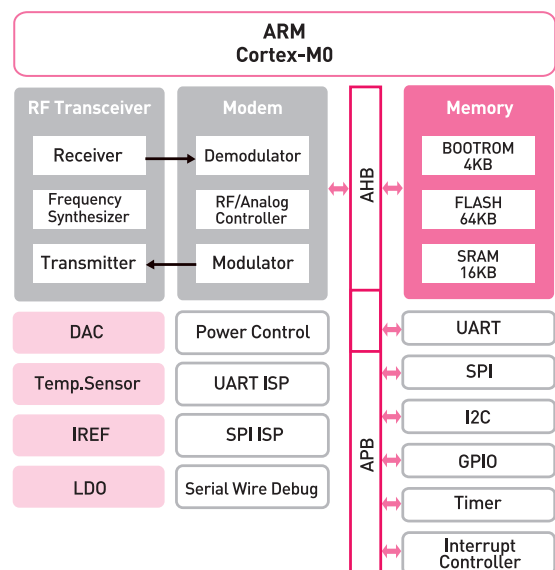 ARM
Cortex-M0
RF Transceiver
Receiver
Frequency
Synthesizer
Transmitter
Modem
Demodulator
RF/Analog
Controller
Modulator
AHB
Memory
BOOTROM
4KB
FLASH
64KB
SRAM
16KB
DAC
Temp.Sensor
IREF
LDO
Power Control
UART ISP
SPI ISP
Serial Wire Debug
APB
UART
SPI
I2C
GPIO
Timer
Interrupt
Controller